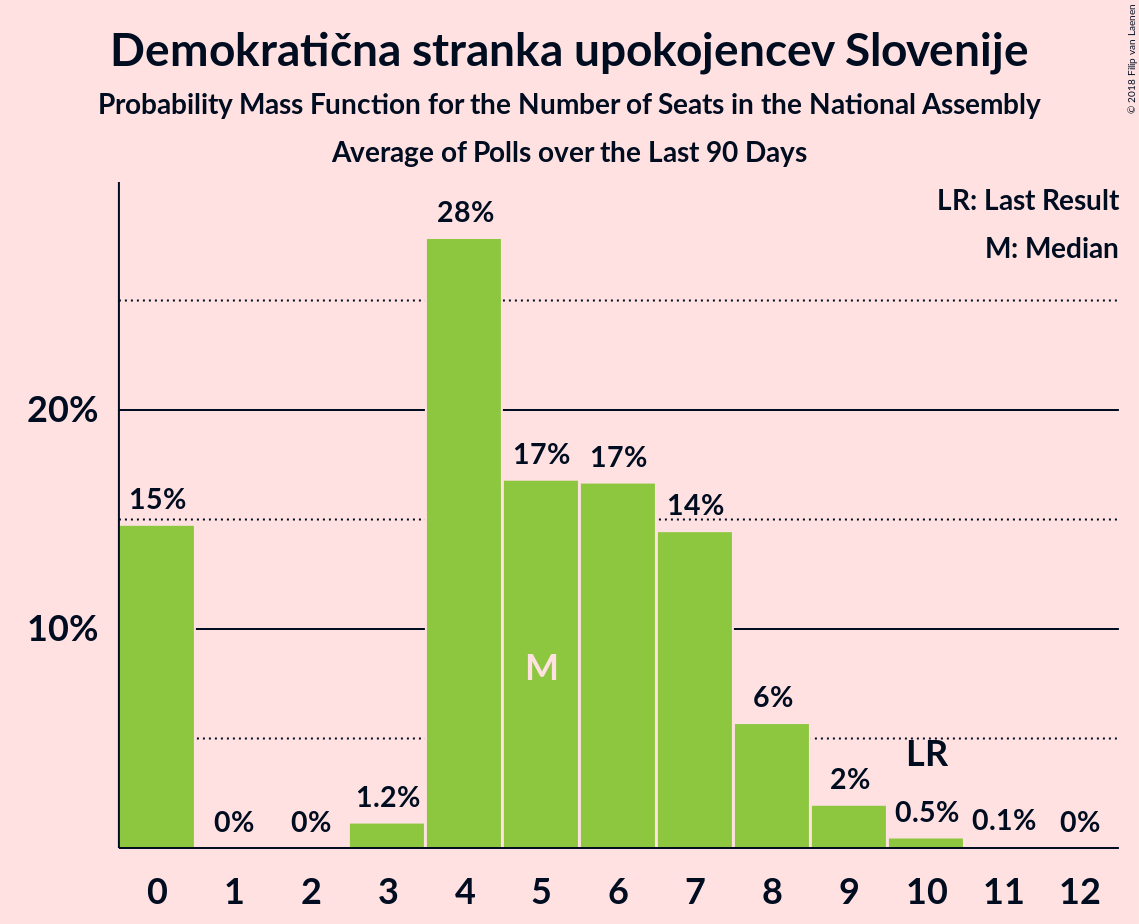 Demokratična stranka upokojencev Slovenije
Probability Mass Function for the Number of Seats in the National Assembly
Average of Polls over the Last 90 Days
© 2018 Filip van Laenen
LR: Last Result
M: Median
28%
20%
17%
17%
15%
14%
10%
M
6%
LR
2%
1.2%
0%
0%
0.5%
0.1%
0%
0 1 2 3 4 5 6 7 8 9 10 11 12